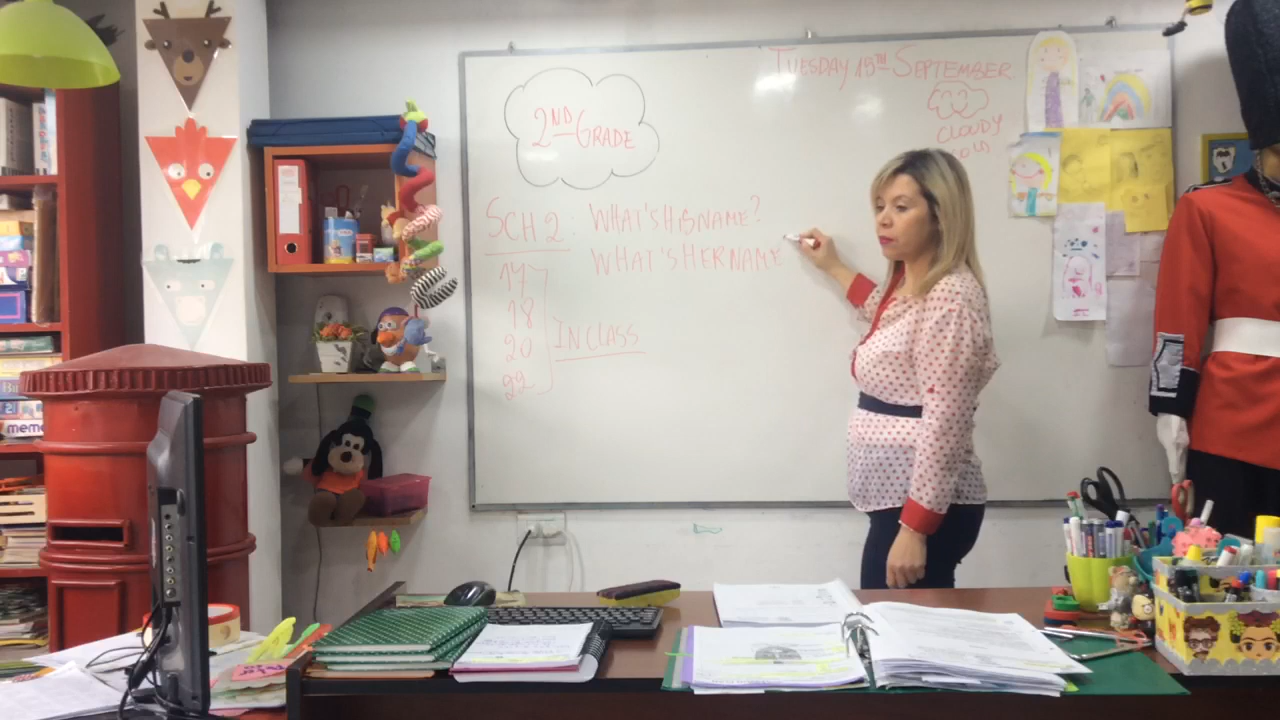 2ND GRADE
TUESDAY 15TH SEPTEMBER
CLOUDY
SCH 2: WHAT'S HIS NAME?
WHAT'S HER NAME
17
18
20
22
IN CLASS